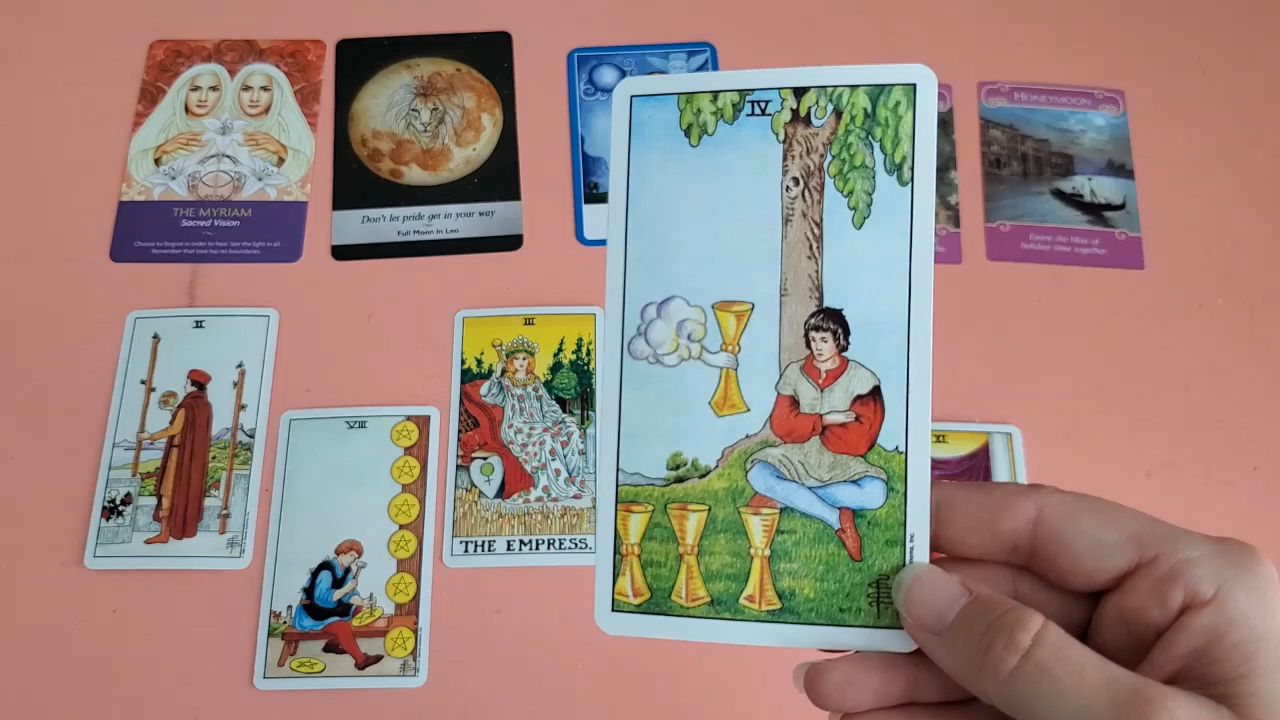 THE MYRIAM
Sacred Vision
Choose to forgive in order to heal. See the light in all.
Remember that love has no boundaries.
Don't let pride get in your way
Full Moon in Leo
HONEYMOON
Enjoy the bliss of
holiday time together.
IV
II
VIII
III
THE EMPRESS.
XI